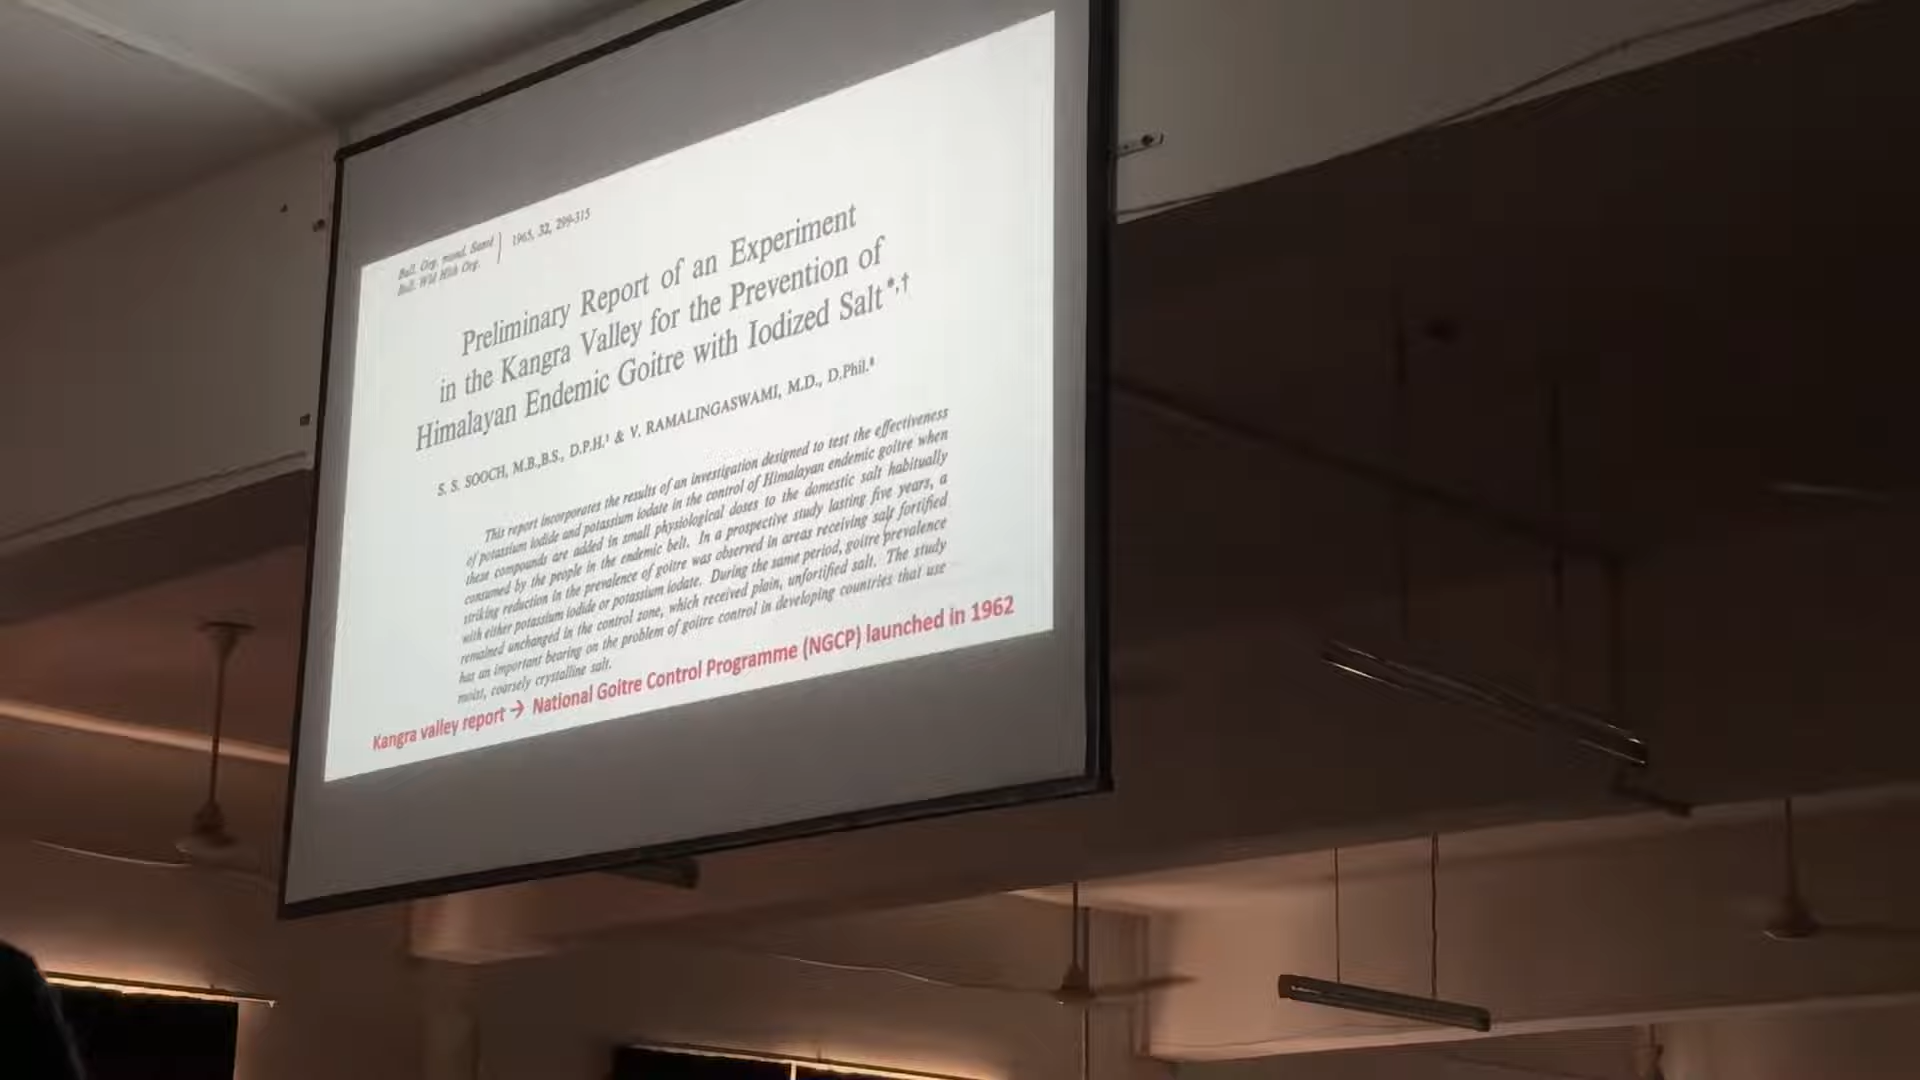 Bull. Org. mond. Santé
Bull. Wld Hlth Org.
1965, 32, 299-315
Preliminary Report of an Experiment
in the Kangra Valley for the Prevention of
Himalayan Endemic Goitre with Iodized Salt*,†
S. S. SOOCH, M.B.,B.S., D.P.H.¹ & V. RAMALINGASWAMI, M.D., D.Phil.²
This report incorporates the results of an investigation designed to test the effectiveness
of potassium iodide and potassium iodate in the control of Himalayan endemic goitre when
these compounds are added in small physiological doses to the domestic salt habitually
consumed by the people in the endemic belt. In a prospective study lasting five years, a
striking reduction in the prevalence of goitre was observed in areas receiving salt fortified
with either potassium iodide or potassium iodate. During the same period, goitre prevalence
remained unchanged in the control zone, which received plain, unfortified salt. The study
has an important bearing on the problem of goitre control in developing countries that use
moist, coarsely crystalline salt.
Kangra valley report → National Goitre Control Programme (NGCP) launched in 1962